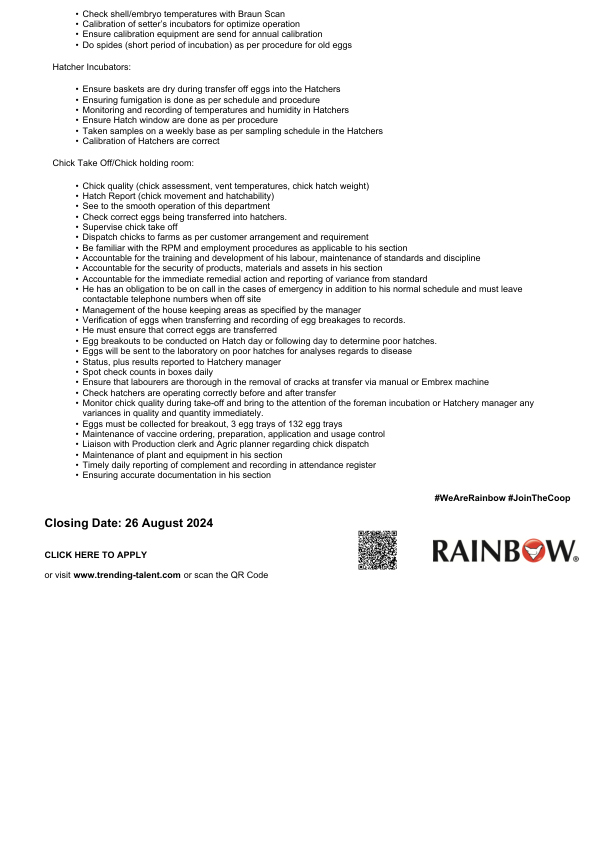 • Check shell/embryo temperatures with Braun Scan
• Calibration of setter's incubators for optimize operation
• Ensure calibration equipment are send for annual calibration
• Do spides (short period of incubation) as per procedure for old eggs
Hatcher Incubators:
• Ensure baskets are dry during transfer off eggs into the Hatchers
• Ensuring fumigation is done as per schedule and procedure
• Monitoring and recording of temperatures and humidity in Hatchers
• Ensure Hatch window are done as per procedure
• Taken samples on a weekly base as per sampling schedule in the Hatchers
• Calibration of Hatchers are correct
Chick Take Off/Chick holding room:
• Chick quality (chick assessment, vent temperatures, chick hatch weight)
• Hatch Report (chick movement and hatchability)
• See to the smooth operation of this department
• Check correct eggs being transferred into hatchers.
• Supervise chick take off
• Dispatch chicks to farms as per customer arrangement and requirement
• Be familiar with the RPM and employment procedures as applicable to his section
• Accountable for the training and development of his labour, maintenance of standards and discipline
• Accountable for the security of products, materials and assets in his section
• Accountable for the immediate remedial action and reporting of variance from standard
• He has an obligation to be on call in the cases of emergency in addition to his normal schedule and must leave
contactable telephone numbers when off site
• Management of the house keeping areas as specified by the manager
• Verification of eggs when transferring and recording of egg breakages to records.
• He must ensure that correct eggs are transferred
• Egg breakouts to be conducted on Hatch day or following day to determine poor hatches.
• Eggs will be sent to the laboratory on poor hatches for analyses regards to disease
• Status, plus results reported to Hatchery manager
• Spot check counts in boxes daily
• Ensure that labourers are thorough in the removal of cracks at transfer via manual or Embrex machine
• Check hatchers are operating correctly before and after transfer
• Monitor chick quality during take-off and bring to the attention of the foreman incubation or Hatchery manager any
variances in quality and quantity immediately.
• Eggs must be collected for breakout, 3 egg trays of 132 egg trays
• Maintenance of vaccine ordering, preparation, application and usage control
• Liaison with Production clerk and Agric planner regarding chick dispatch
• Maintenance of plant and equipment in his section
• Timely daily reporting of complement and recording in attendance register
• Ensuring accurate documentation in his section
#WeAreRainbow #JoinTheCoop
Closing Date: 26 August 2024
CLICK HERE TO APPLY
or visit www.trending-talent.com or scan the QR Code
RAINBOW®